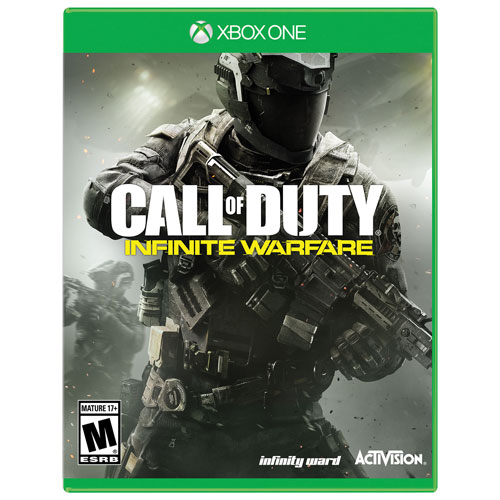 XBOX ONE
CALL OF DUTY
INFINITE WARFARE
MATURE 17+
M
ESRB
infinity ward
ACTIVISION